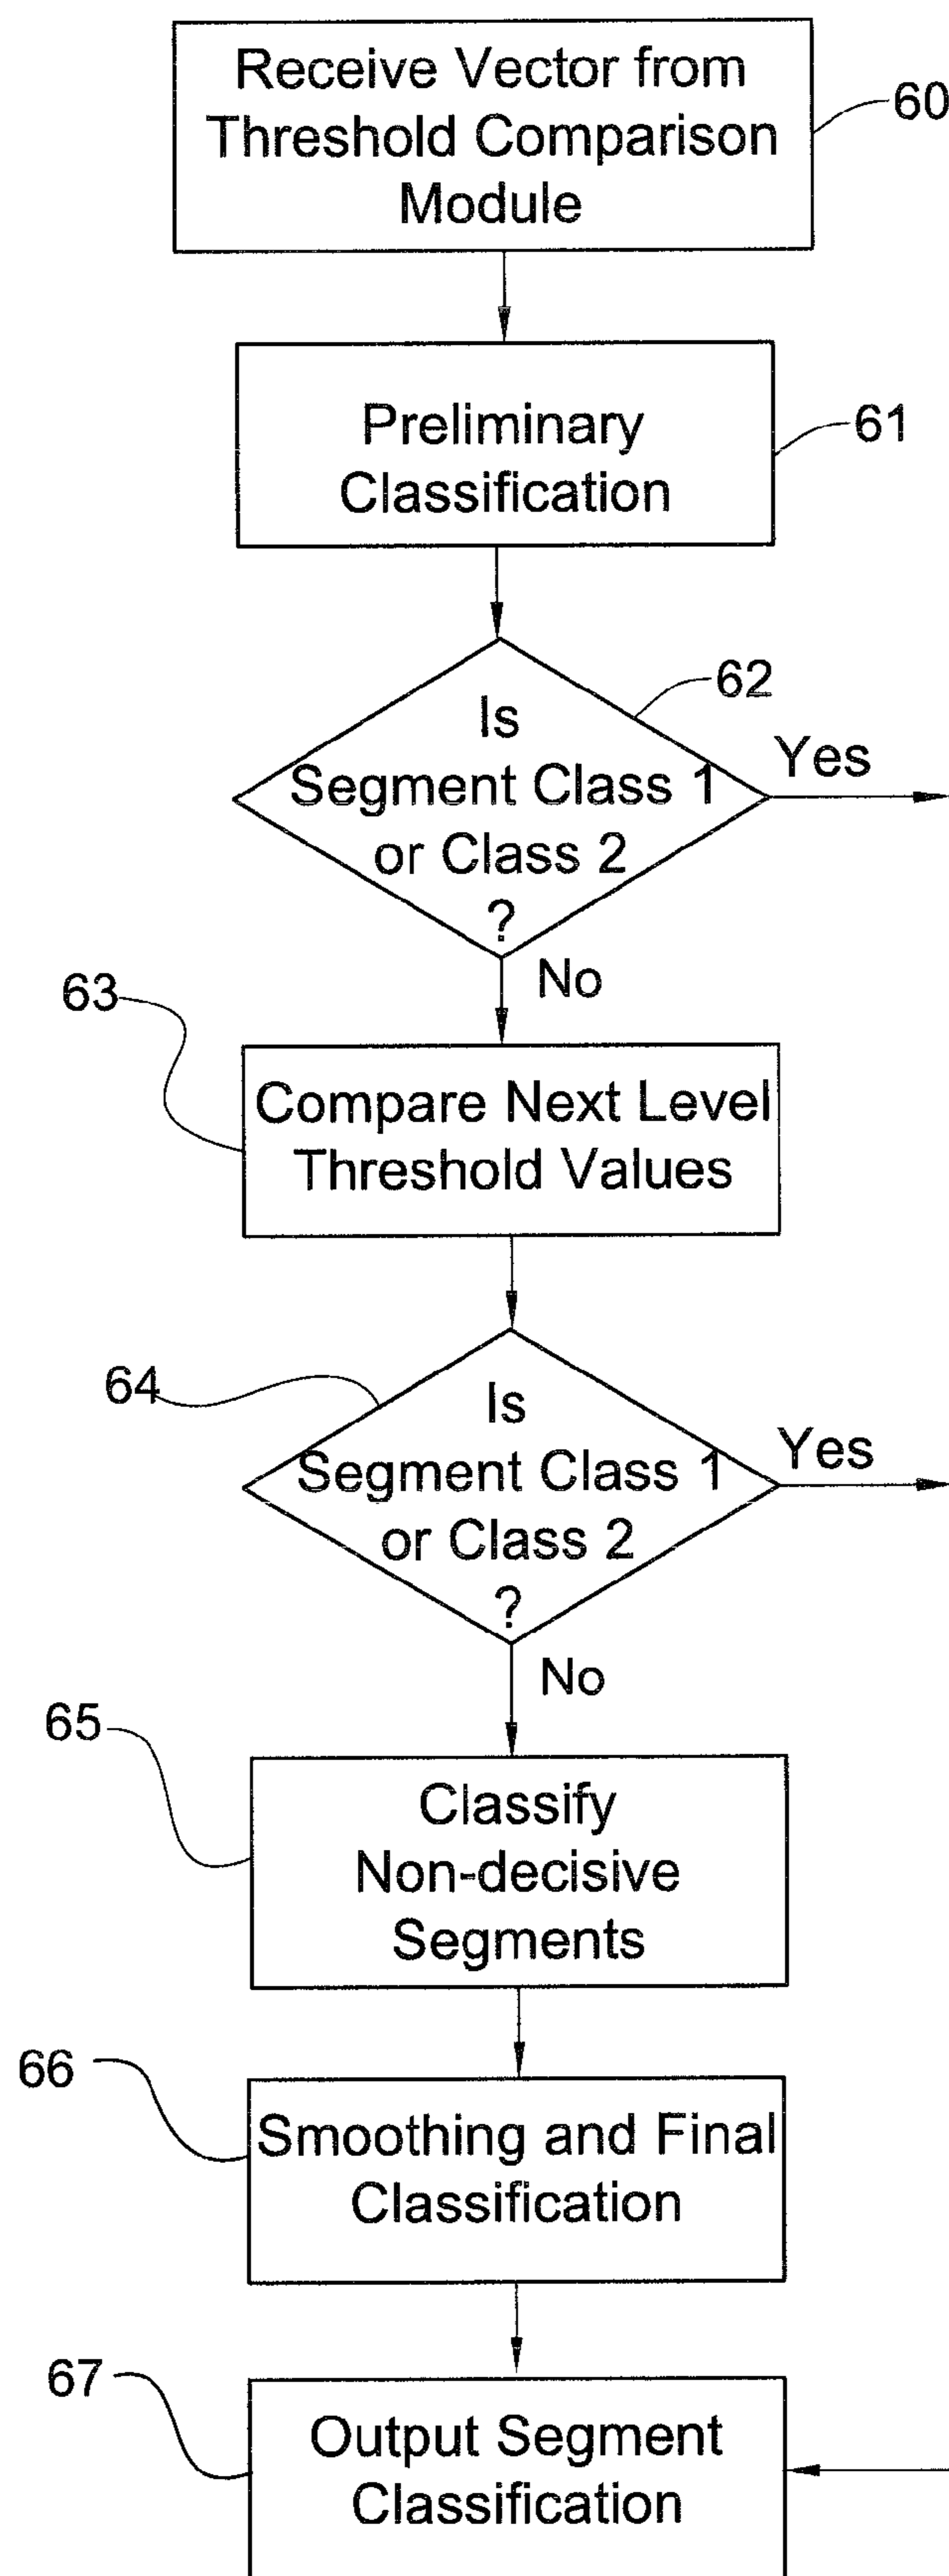 Receive Vector from
Threshold Comparison
Module
60
Preliminary
Classification
61
62
Is
Segment Class 1
or Class 2
?
Yes
No
63
Compare Next Level
Threshold Values
64
Is
Segment Class 1
or Class 2
?
Yes
No
65
Classify
Non-decisive
Segments
66
Smoothing and Final
Classification
67
Output Segment
Classification